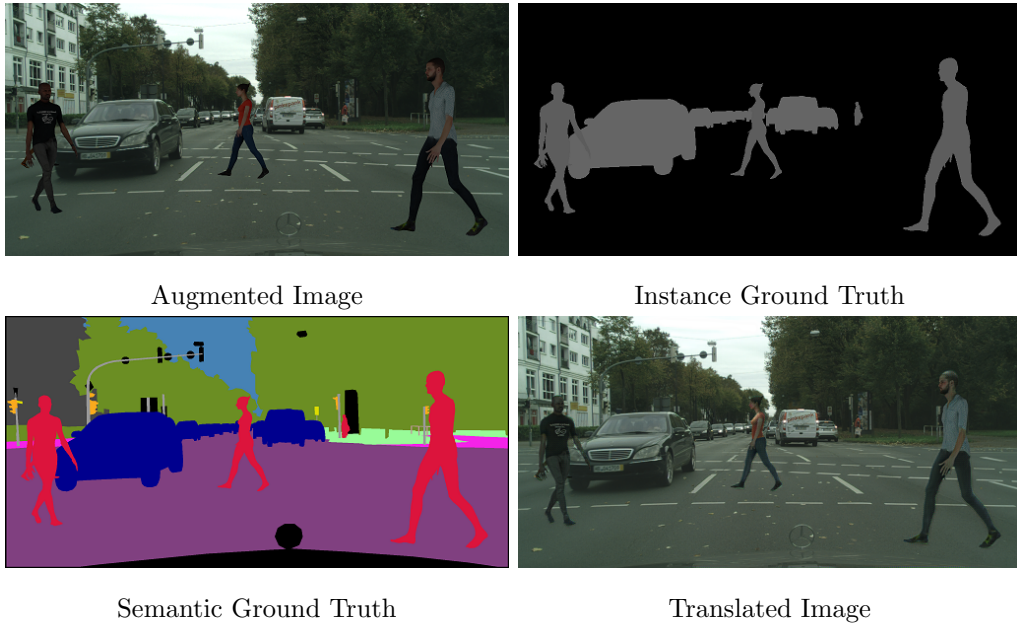 Augmented Image
Instance Ground Truth
Semantic Ground Truth
Translated Image